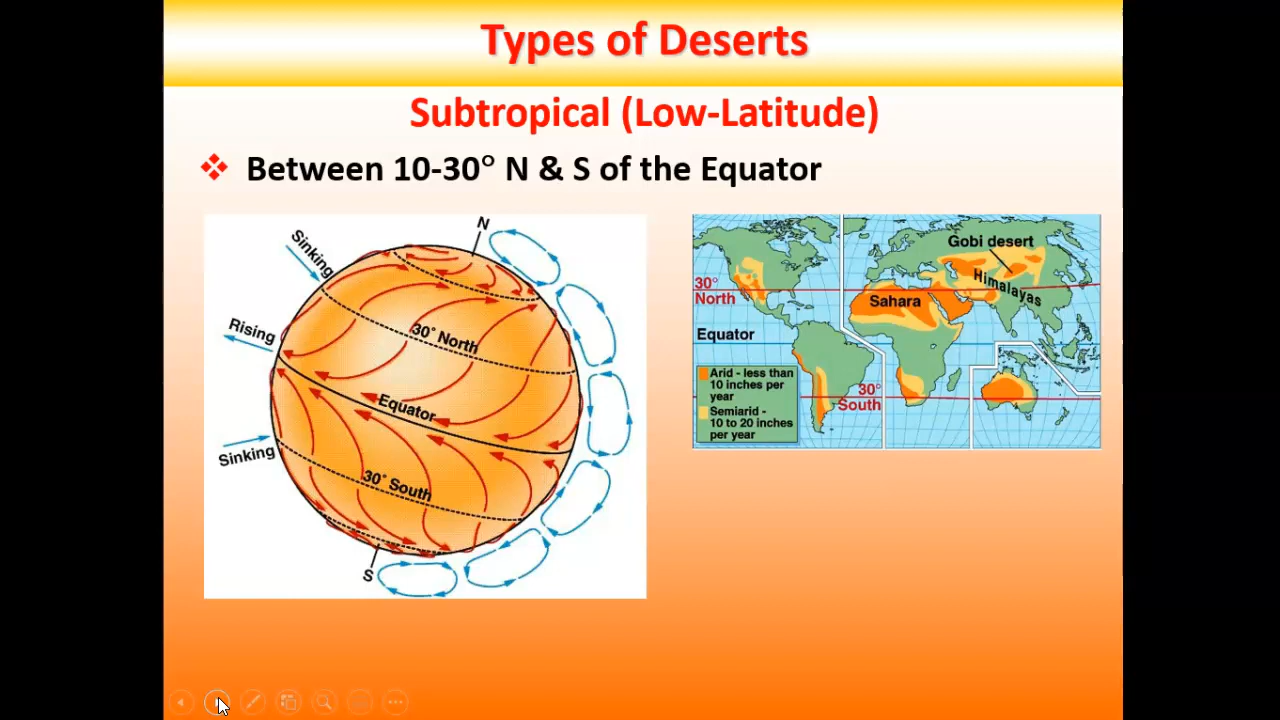 Types of Deserts
Subtropical (Low-Latitude)
❖ Between 10-30° N & S of the Equator
N
Sinking
Rising
30° North
Equator
Sinking
30° South
S
Gobi desert
Himalayas
30°
North
Sahara
Equator
Arid - less than
10 inches per
year
Semiarid -
10 to 20 inches
per year
30°
South